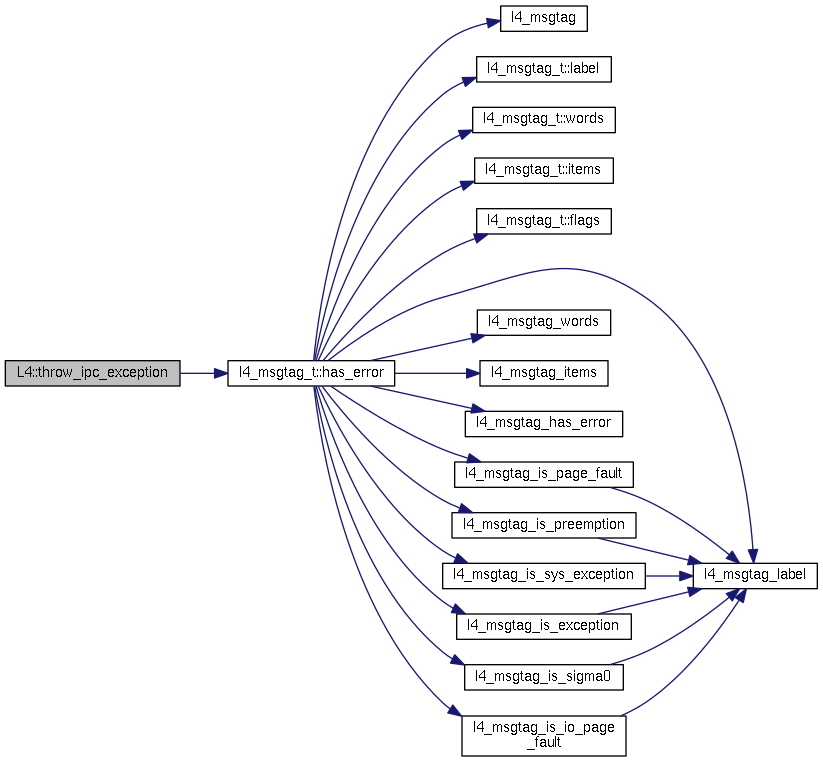 L4::throw_ipc_exception
l4_msgtag_t::has_error
l4_msgtag
l4_msgtag_t::label
l4_msgtag_t::words
l4_msgtag_t::items
l4_msgtag_t::flags
l4_msgtag_words
l4_msgtag_items
l4_msgtag_has_error
l4_msgtag_is_page_fault
l4_msgtag_is_preemption
l4_msgtag_is_sys_exception
l4_msgtag_is_exception
l4_msgtag_is_sigma0
l4_msgtag_is_io_page
_fault
l4_msgtag_label